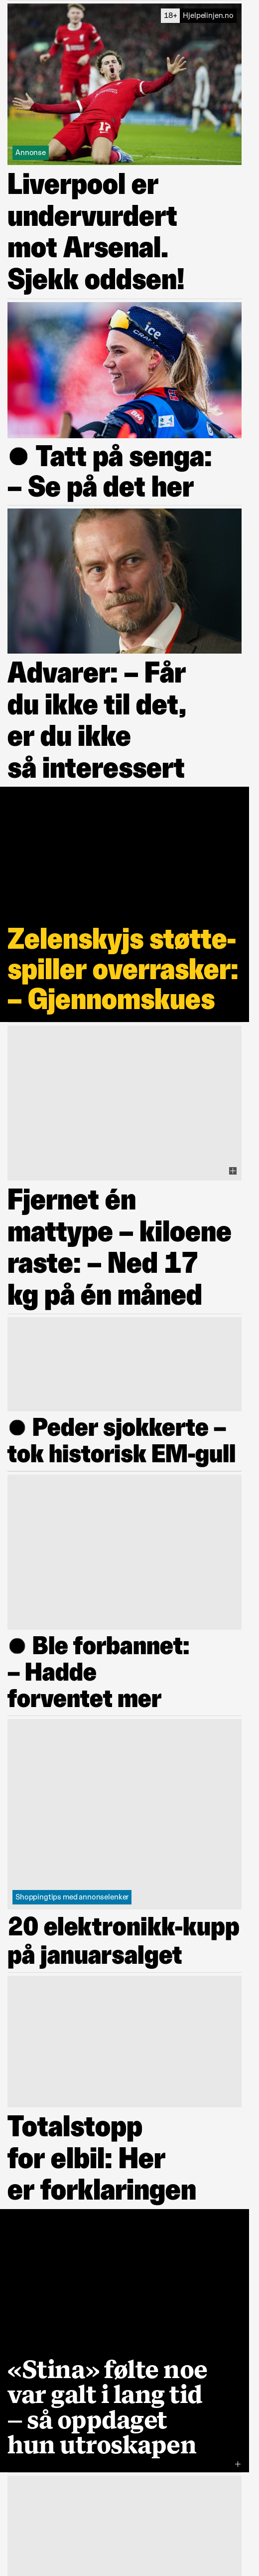 18+ Hjelpelinjen.no
Annonse
Liverpool er
undervurdert
mot Arsenal.
Sjekk oddsen!
ice
● Tatt på senga:
– Se på det her
Advarer: – Får
du ikke til det,
er du ikke
så interessert
Zelenskyjs støtte-
spiller overrasker:
– Gjennomskues
Fjernet én
mattype – kiloene
raste: – Ned 17
kg på én måned
● Peder sjokkerte –
tok historisk EM-gull
● Ble forbannet:
– Hadde
forventet mer
Shoppingtips med annonselenker
20 elektronikk-kupp
på januarsalget
Totalstopp
for elbil: Her
er forklaringen
«Stina» følte noe
var galt i lang tid
– så oppdaget
hun utroskapen